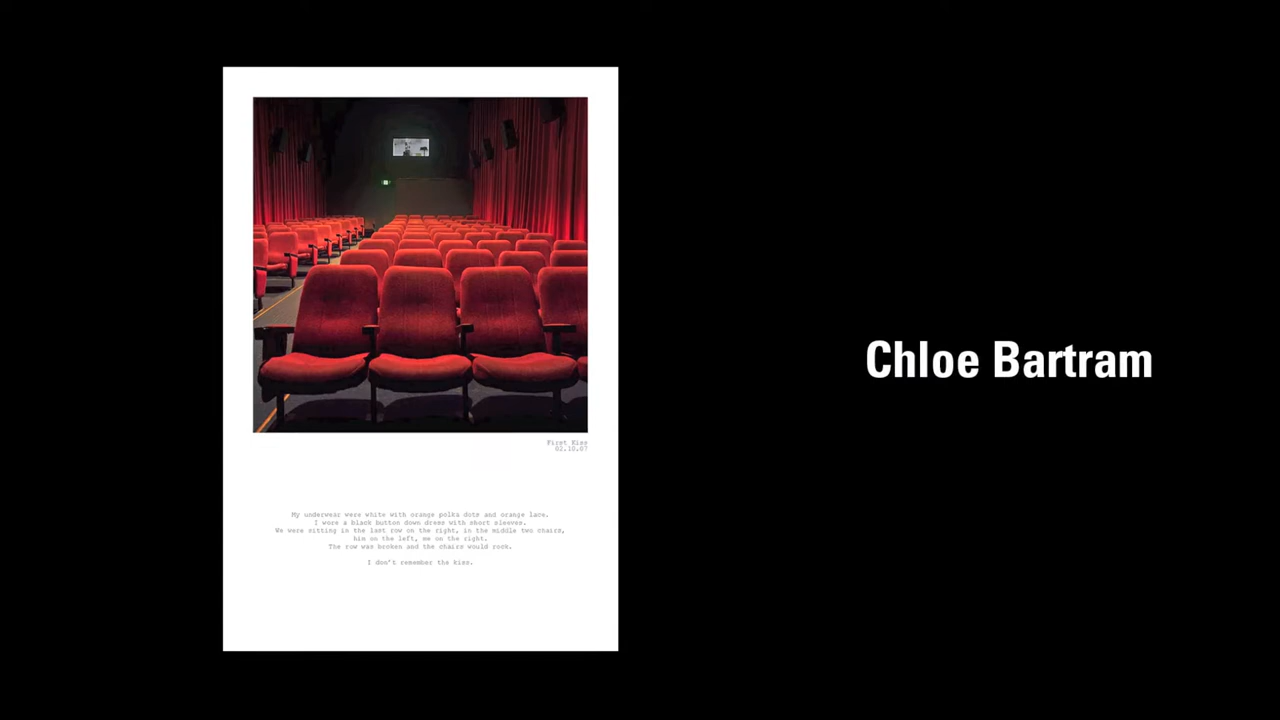 First Kiss
02.10.07
My underwear were white with orange polka dots and orange lace.
I wore a black button down dress with short sleeves.
We were sitting in the last row on the right, in the middle two chairs,
him on the left, me on the right.
The row was broken and the chairs would rock.
I don't remember the kiss.
Chloe Bartram